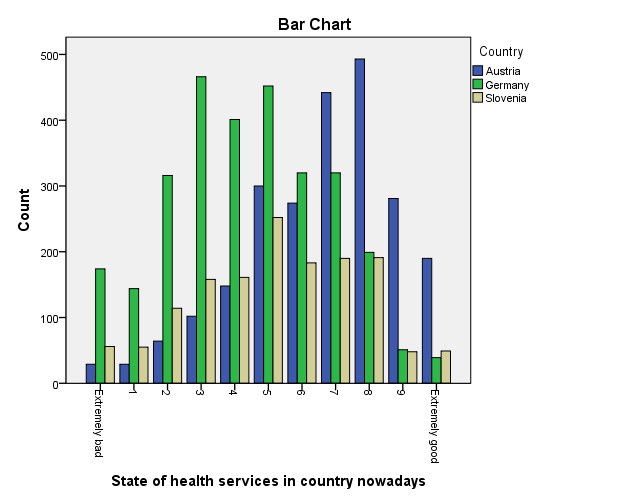 Bar Chart
Country
Austria
Germany
Slovenia
Count
500
400
300
200
100
0
Extremely bad
1
2
3
4
5
6
7
8
9
Extremely good
State of health services in country nowadays